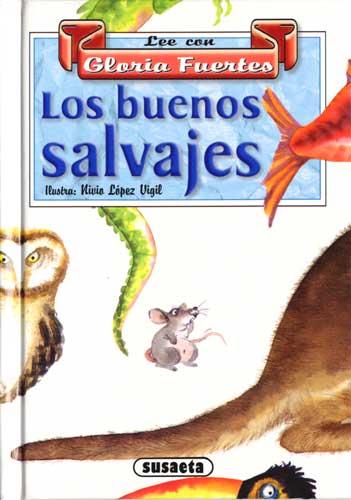 Lee con
Gloria Fuertes
Los buenos
salvajes
Ilustra: Nivio López Vigil
susaeta